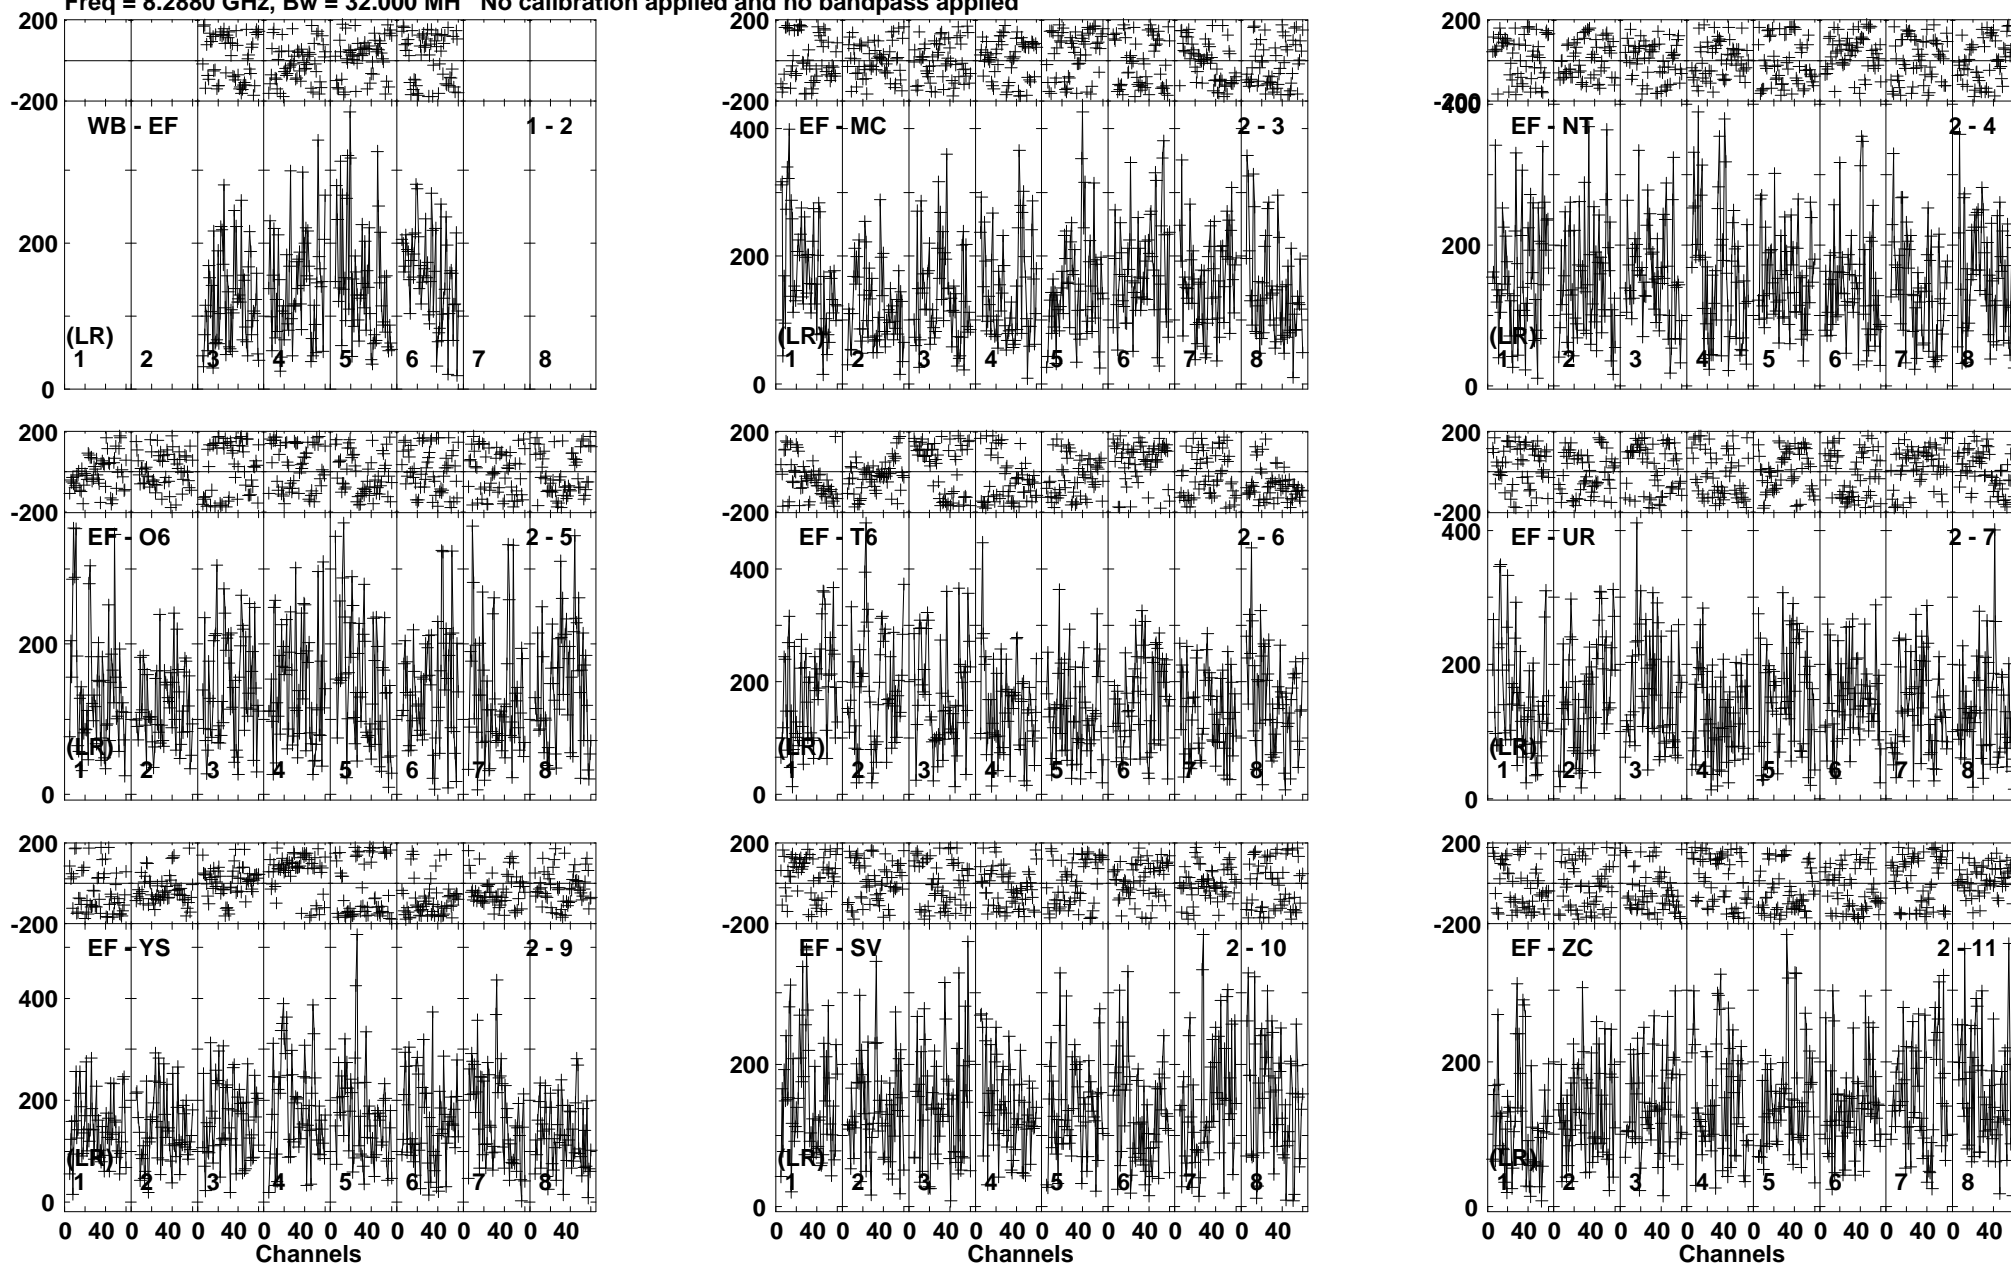 Freq = 8.2880 GHz, Bw = 32.000 MH No calibration applied and no bandpass applied
200
-200
WB - EF 1 - 2
200
(LR)
1 2 3 4 5 6 7 8
0
200
-200
400
EF - MC 2 - 3
200
(LR)
1 2 3 4 5 6 7 8
0
200
-200
400
EF - NT 2 - 4
200
(LR)
1 2 3 4 5 6 7 8
0
200
-200
EF - O6 2 - 5
200
(LR)
1 2 3 4 5 6 7 8
0
200
-200
EF - T6 2 - 6
400
200
(LR)
1 2 3 4 5 6 7 8
0
200
-200
400
EF - UR 2 - 7
200
(LR)
1 2 3 4 5 6 7 8
0
200
-200
EF - YS 2 - 9
400
200
(LR)
1 2 3 4 5 6 7 8
0
0 40 0 40 0 40 0 40 0 40 0 40 0 40 0 40
Channels
200
-200
EF - SV 2 - 10
200
(LR)
1 2 3 4 5 6 7 8
0
0 40 0 40 0 40 0 40 0 40 0 40 0 40 0 40
Channels
200
-200
EF - ZC 2 - 11
200
(LR)
1 2 3 4 5 6 7 8
0
0 40 0 40 0 40 0 40 0 40 0 40 0 40 0 40
Channels